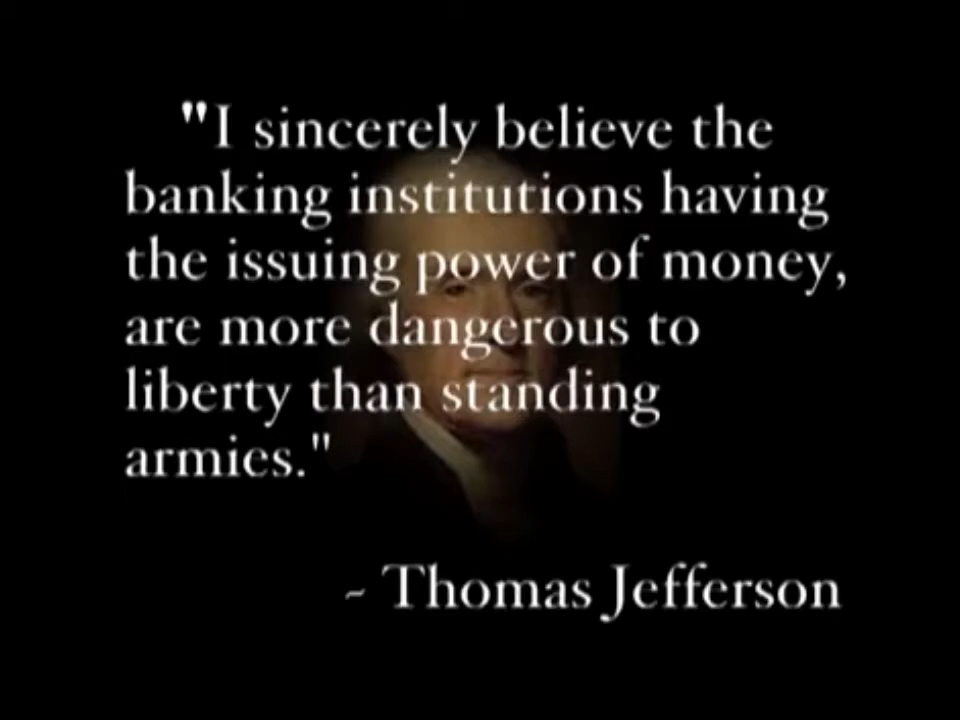 "I sincerely believe the
banking institutions having
the issuing power of money,
are more dangerous to
liberty than standing
armies."
~ Thomas Jefferson